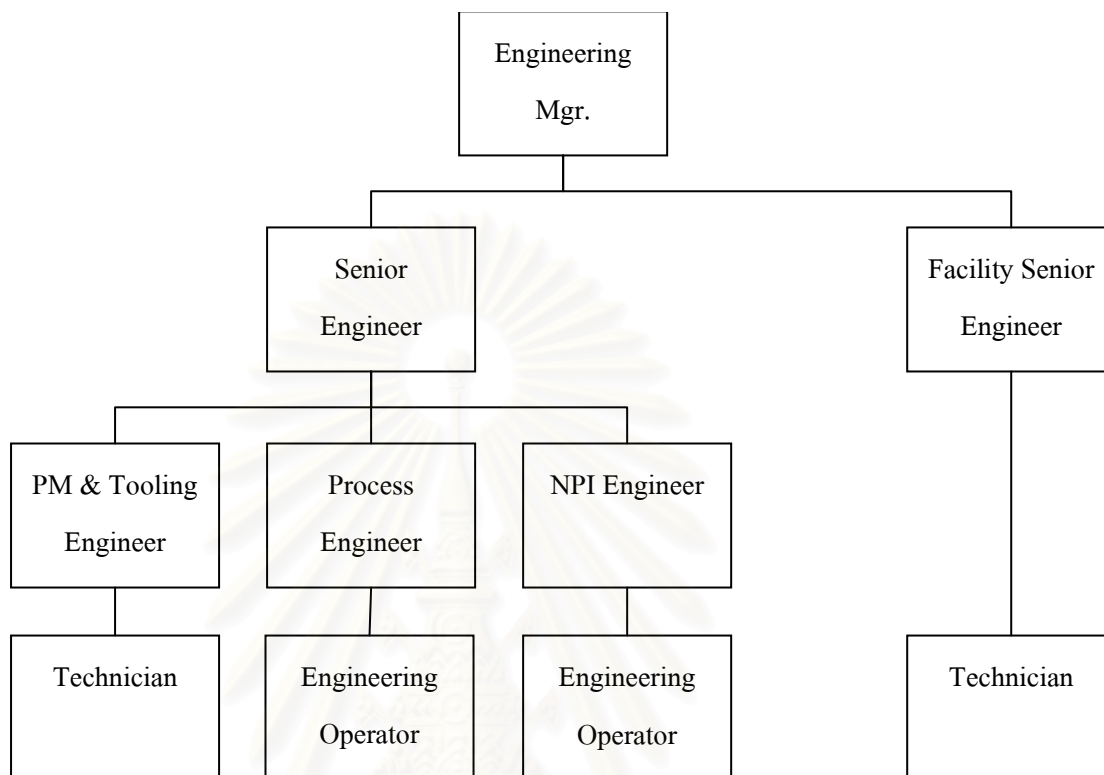 Engineering
Mgr.
Senior
Engineer
Facility Senior
Engineer
PM & Tooling
Engineer
Process
Engineer
NPI Engineer
Technician
Engineering
Operator
Engineering
Operator
Technician